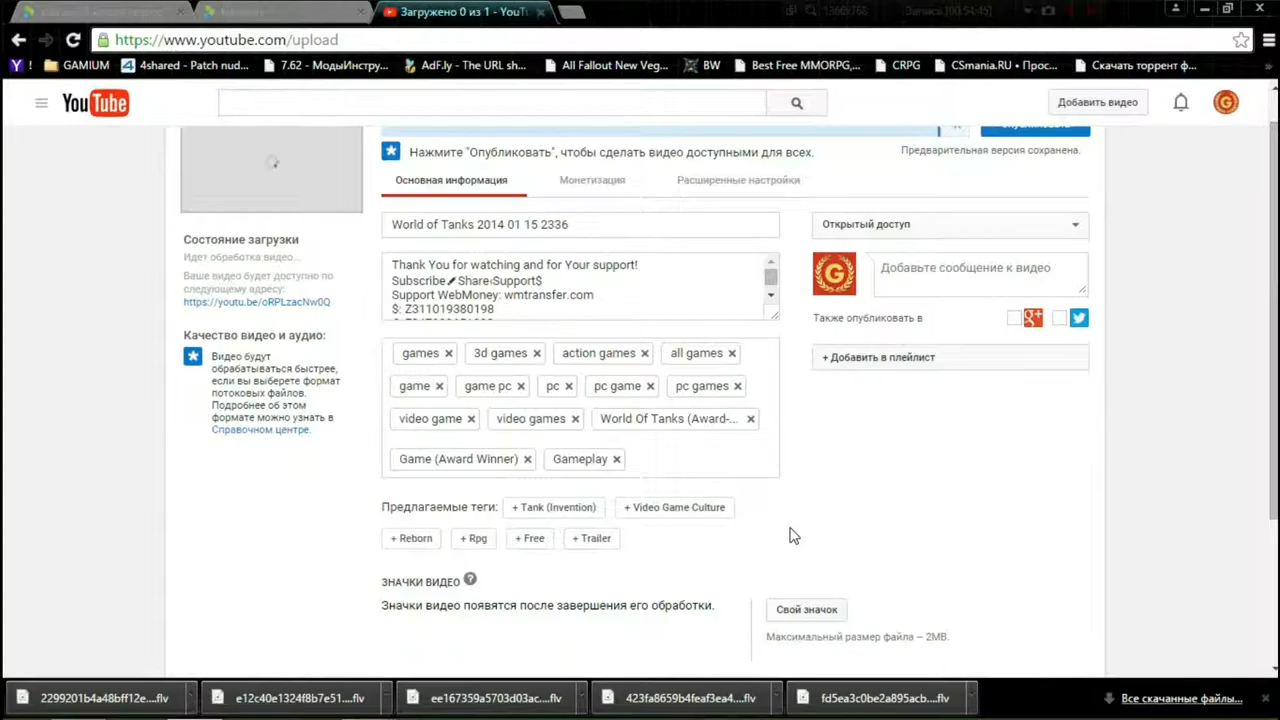 Загружено 0 из 1 - YouTu
https://www.youtube.com/upload
GAMIUM
4shared - Patch nud...
7.62 - МодыИнстру...
AdF.ly - The URL sh...
All Fallout New Veg...
BW
Best Free MMORPG,...
CRPG
CSmania.RU • Прос...
Скачать торрент ф...
»
YouTube
Добавить видео
G
Нажмите "Опубликовать", чтобы сделать видео доступными для всех.
Предварительная версия сохранена.
Основная информация
Монетизация
Расширенные настройки
World of Tanks 2014 01 15 2336
Открытый доступ
Состояние загрузки
Идет обработка видео...
Ваше видео будет доступно по
следующему адресу:
https://youtu.be/oRPLzacNw0Q
Thank You for watching and for Your support!
Subscribe Share Support$
Support WebMoney: wmtransfer.com
$: Z311019380198
G
Добавьте сообщение к видео
Также опубликовать в
g+
Качество видео и аудио:
Видео будут
обрабатываться быстрее,
если вы выберете формат
потоковых файлов.
Подробнее об этом
формате можно узнать в
Справочном центре.
games × 3d games × action games × all games ×
game × game pc × pc × pc game × pc games ×
video game × video games × World Of Tanks (Award-... ×
Game (Award Winner) × Gameplay ×
+ Добавить в плейлист
Предлагаемые теги: + Tank (Invention) + Video Game Culture
+ Reborn + Rpg + Free + Trailer
ЗНАЧКИ ВИДЕО ?
Значки видео появятся после завершения его обработки.
Свой значок
Максимальный размер файла – 2MB.
2299201b4a48bff12e....flv
e12c40e1324f8b7e51....flv
ee167359a5703d03ac....flv
423fa8659b4feaf3ea4....flv
fd5ea3c0be2a895acb....flv
Все скачанные файлы...